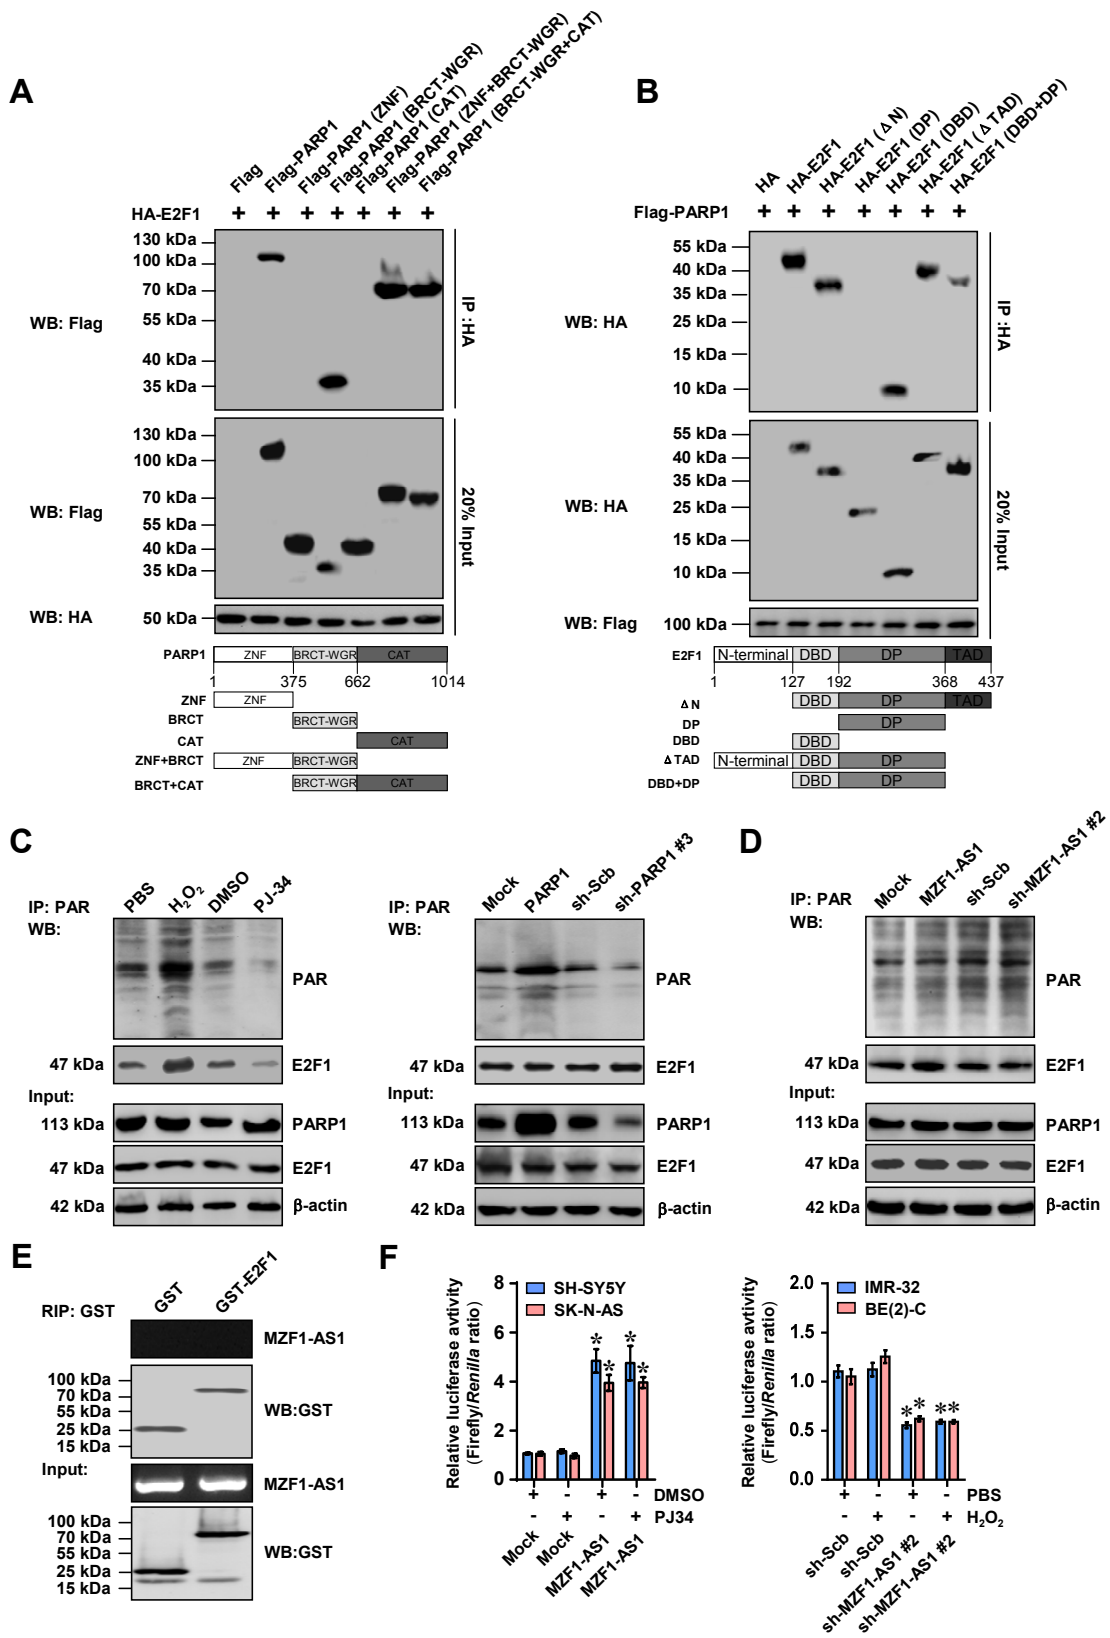 A
Flag
Flag-PARP1
Flag-PARP1 (ZNF)
Flag-PARP1 (BRCT-WGR)
Flag-PARP1 (CAT)
Flag-PARP1 (ZNF+BRCT-WGR)
Flag-PARP1 (BRCT-WGR+CAT)
HA-E2F1 + + + + + + +
130 kDa
100 kDa
70 kDa
55 kDa
40 kDa
35 kDa
WB: Flag
IP :HA
130 kDa
100 kDa
70 kDa
55 kDa
40 kDa
35 kDa
WB: Flag
20% Input
WB: HA 50 kDa
PARP1 ZNF BRCT-WGR CAT
1 375 662 1014
ZNF ZNF
BRCT BRCT-WGR
CAT CAT
ZNF+BRCT ZNF BRCT-WGR
BRCT+CAT BRCT-WGR CAT
B
HA
HA-E2F1
HA-E2F1 (ΔN)
HA-E2F1 (DP)
HA-E2F1 (DBD)
HA-E2F1 (ΔTAD)
HA-E2F1 (DBD+DP)
Flag-PARP1 + + + + + + +
55 kDa
40 kDa
35 kDa
25 kDa
15 kDa
10 kDa
WB: HA
IP :HA
55 kDa
40 kDa
35 kDa
25 kDa
15 kDa
10 kDa
WB: HA
20% Input
WB: Flag 100 kDa
E2F1 N-terminal DBD DP TAD
1 127 192 368 437
ΔN DBD DP TAD
DP DP
DBD DBD
ΔTAD N-terminal DBD DP
DBD+DP DBD DP
C
IP: PAR
WB:
PBS H2O2 DMSO PJ-34
PAR
47 kDa E2F1
Input:
113 kDa PARP1
47 kDa E2F1
42 kDa β-actin
IP: PAR
WB:
Mock PARP1 sh-Scb sh-PARP1 #3
PAR
47 kDa E2F1
Input:
113 kDa PARP1
47 kDa E2F1
42 kDa β-actin
D
IP: PAR
WB:
Mock MZF1-AS1 sh-Scb sh-MZF1-AS1 #2
PAR
47 kDa E2F1
Input:
113 kDa PARP1
47 kDa E2F1
42 kDa β-actin
E
RIP: GST
GST GST-E2F1
MZF1-AS1
100 kDa
70 kDa
55 kDa
25 kDa
15 kDa
WB:GST
Input:
MZF1-AS1
100 kDa
70 kDa
55 kDa
25 kDa
15 kDa
WB:GST
F
Relative luciferase avtivity
(Firefly/Renilla ratio)
8
6
4
2
0
SH-SY5Y
SK-N-AS
* * * *
+ - + - DMSO
- + - + PJ34
Mock
Mock
MZF1-AS1
MZF1-AS1
Relative luciferase avtivity
(Firefly/Renilla ratio)
2.0
1.5
1.0
0.5
0.0
IMR-32
BE(2)-C
* * * *
+ - + - PBS
- + - + H2O2
sh-Scb
sh-Scb
sh-MZF1-AS1 #2
sh-MZF1-AS1 #2